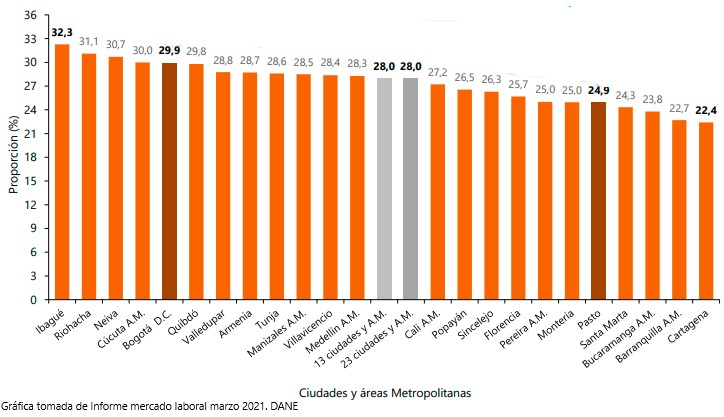 Proporción (%)
36
33
30
27
24
21
18
15
12
9
6
3
0
32,3
31,1
30,7
30,0
29,9
29,8
28,8
28,7
28,6
28,5
28,4
28,3
28,0
28,0
27,2
26,5
26,3
25,7
25,0
25,0
24,9
24,3
23,8
22,7
22,4
Ibagué
Riohacha
Neiva
Cúcuta A.M.
Bogotá D.C.
Quibdó
Valledupar
Armenia
Tunja
Manizales A.M.
Villavicencio
Medellín A.M.
13 ciudades y A.M.
23 ciudades y A.M.
Cali A.M.
Popayán
Sincelejo
Florencia
Pereira A.M.
Montería
Pasto
Santa Marta
Bucaramanga A.M.
Barranquilla A.M.
Cartagena
Ciudades y áreas Metropolitanas
Gráfica tomada de Informe mercado laboral marzo 2021. DANE